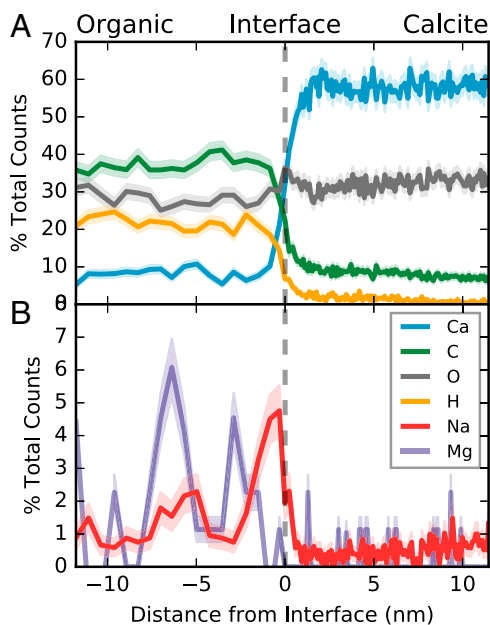 A
Organic Interface Calcite
70
60
50
40
30
20
10
0
% Total Counts
B
8
7
6
5
4
3
2
1
0
% Total Counts
Ca
C
O
H
Na
Mg
−10 −5 0 5 10
Distance from Interface (nm)